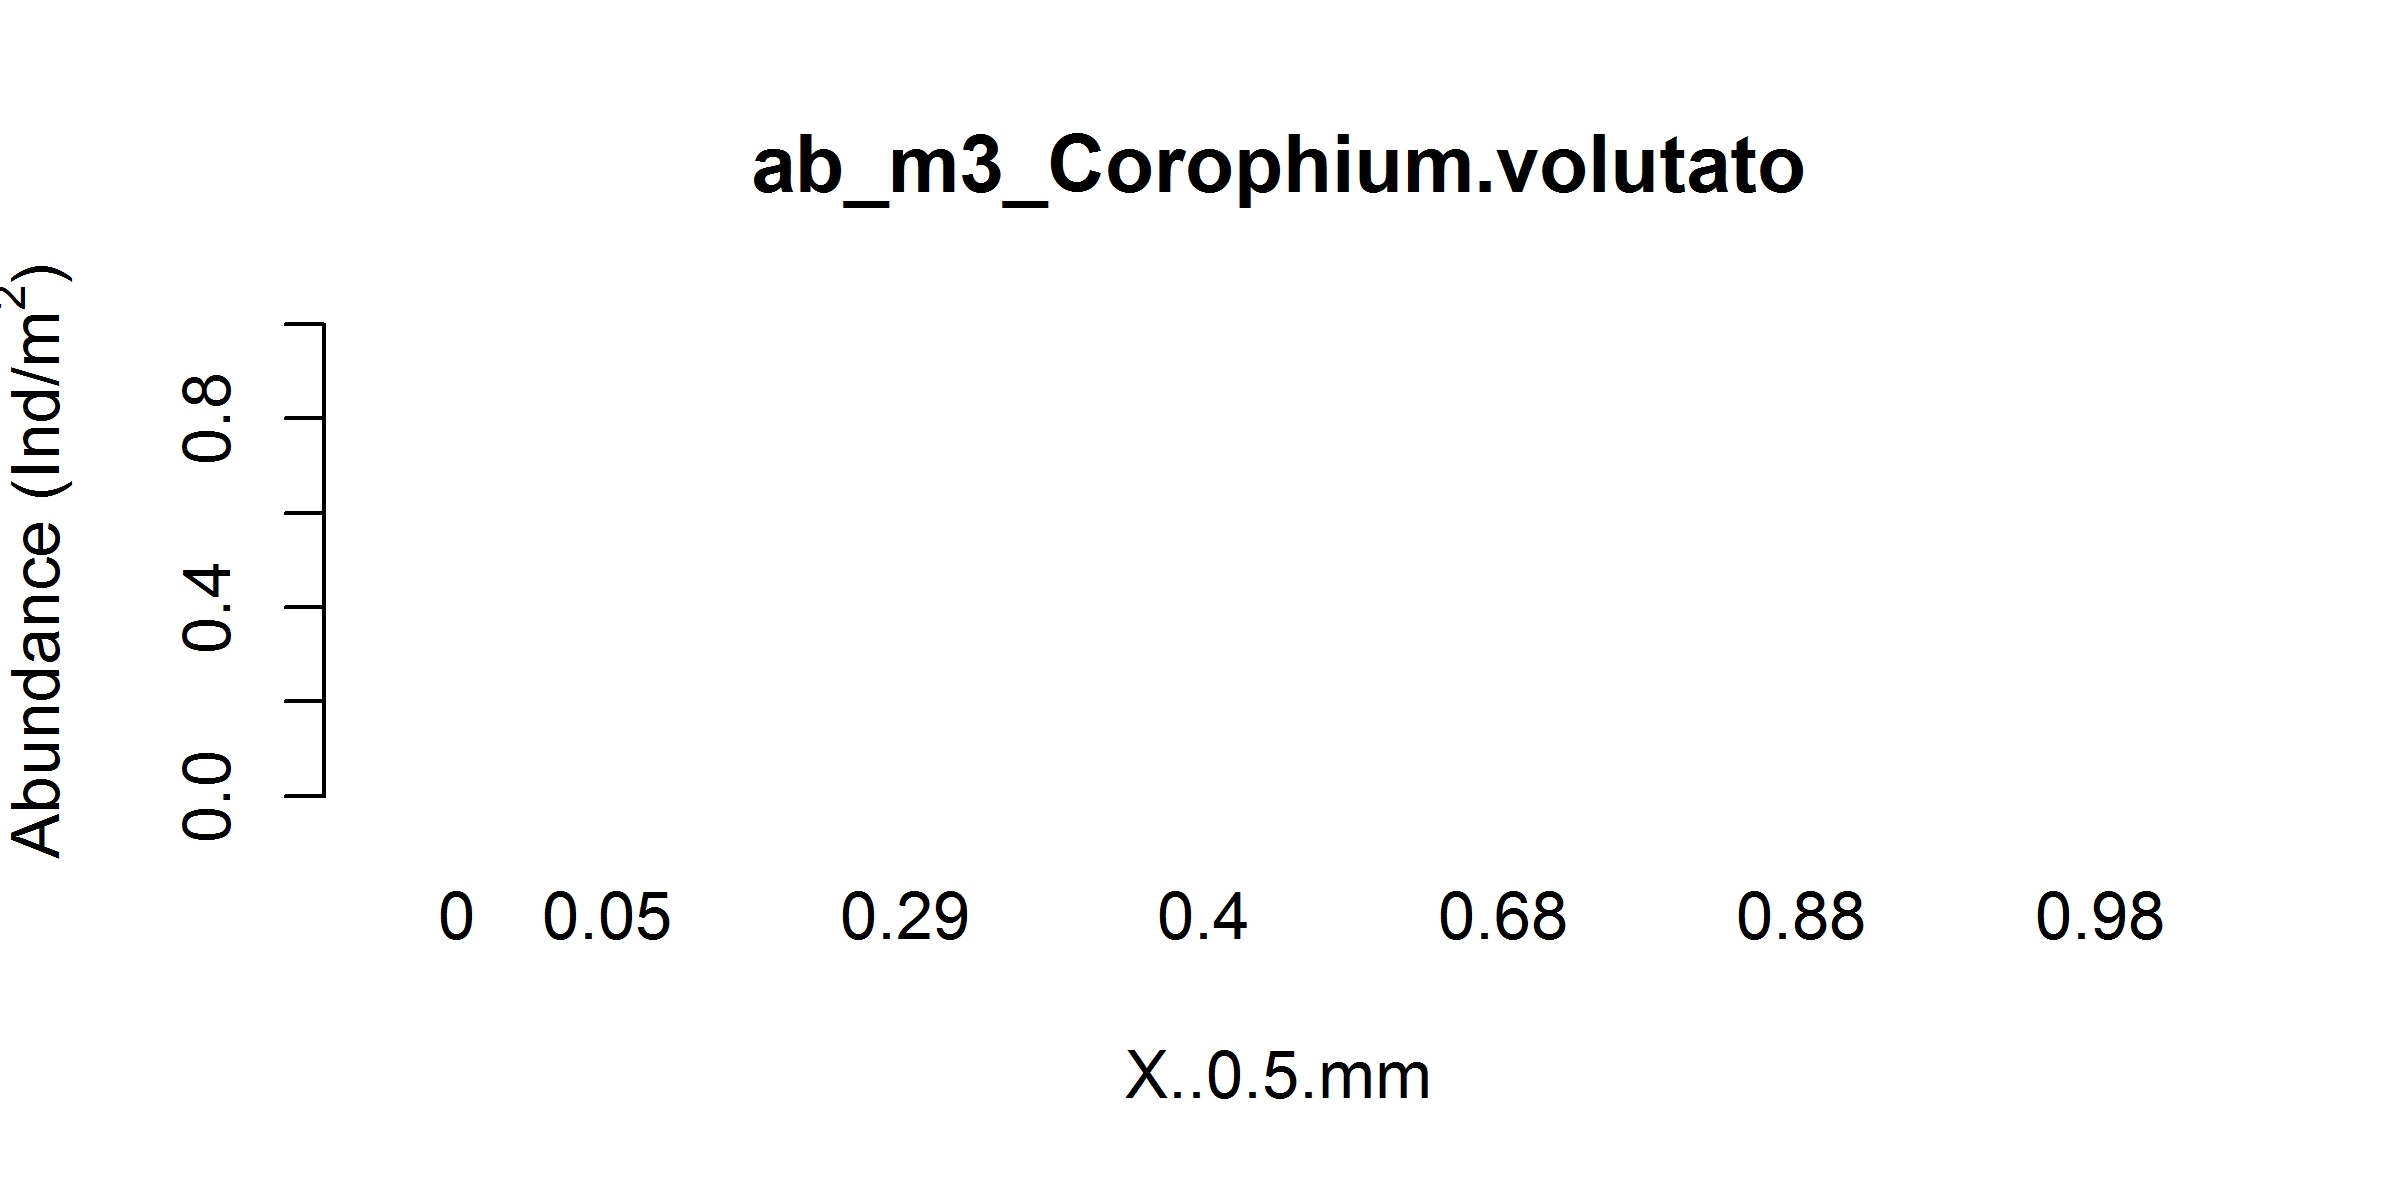 ab_m3_Corophium.volutato
Abundance (Ind/m²)
0.8
0.4
0.0
0 0.05 0.29 0.4 0.68 0.88 0.98
X..0.5.mm